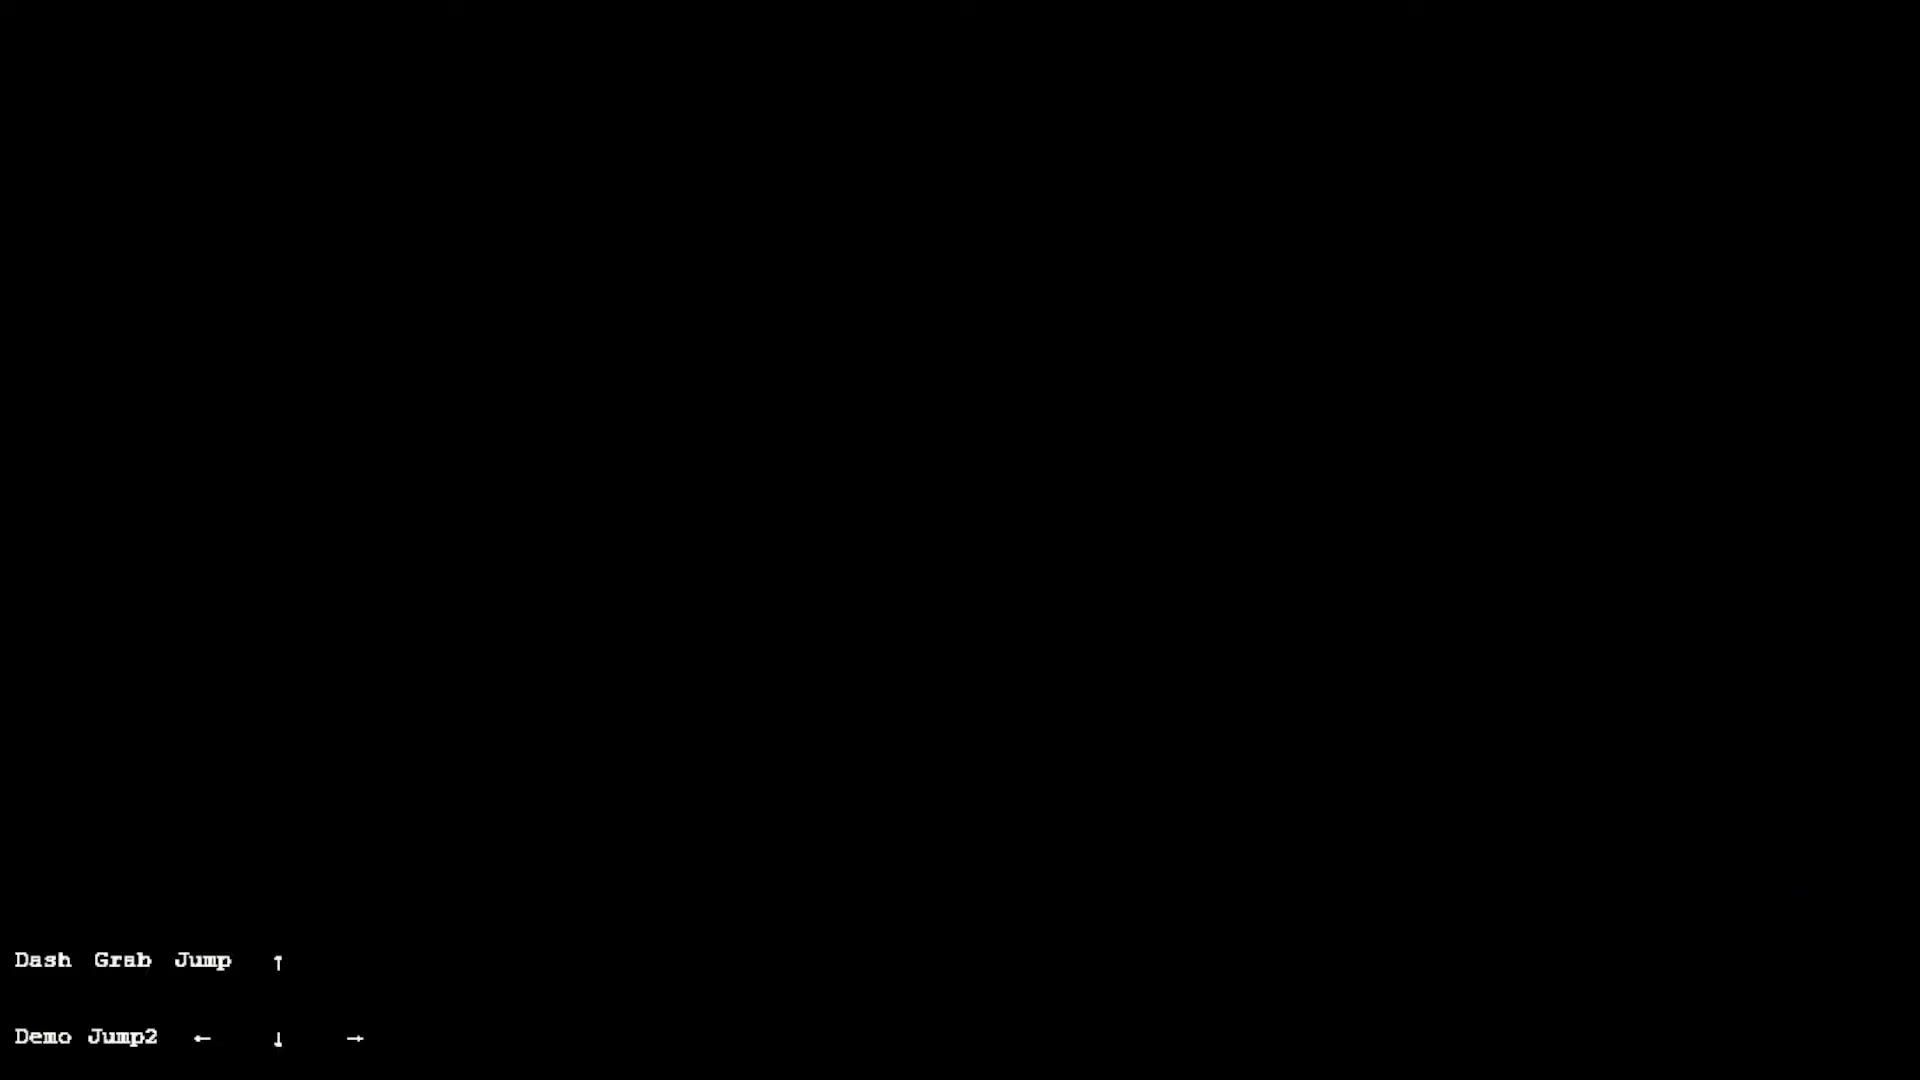 Dash Grab Jump ↑
Demo Jump2 ← ↓ →